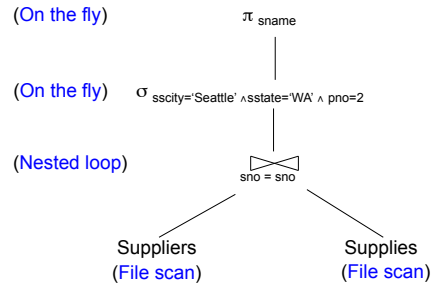 (On the fly) π sname
(On the fly) σ sscity=‘Seattle’ ∧sstate=‘WA’ ∧ pno=2
(Nested loop)
sno = sno
Suppliers Supplies
(File scan) (File scan)